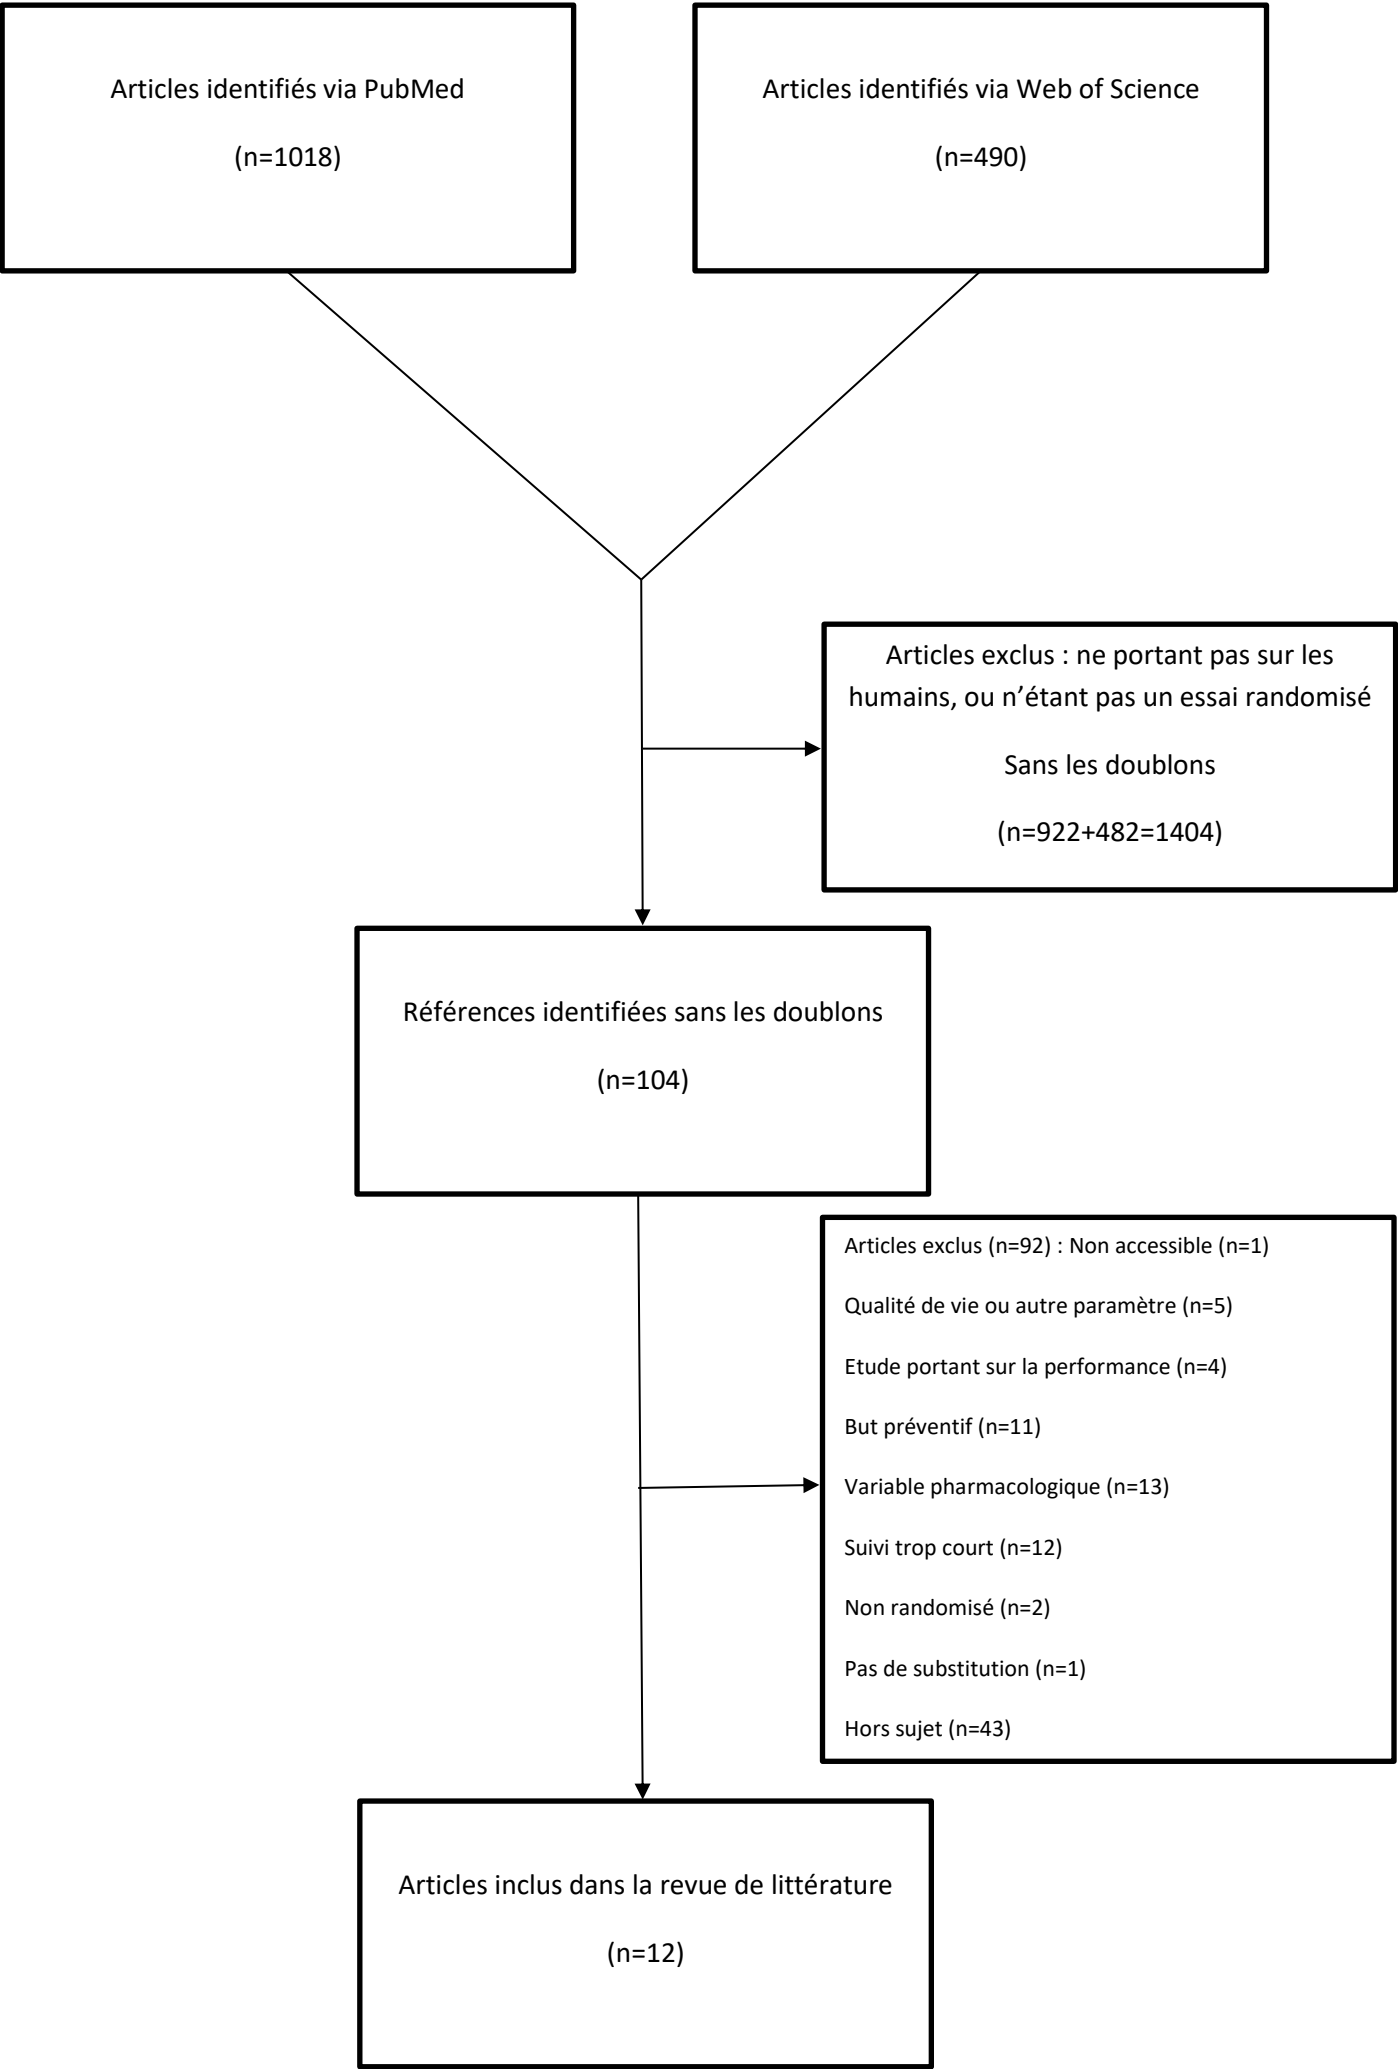 Articles identifiés via PubMed
(n=1018)
Articles identifiés via Web of Science
(n=490)
Articles exclus : ne portant pas sur les
humains, ou n’étant pas un essai randomisé
Sans les doublons
(n=922+482=1404)
Références identifiées sans les doublons
(n=104)
Articles exclus (n=92) : Non accessible (n=1)
Qualité de vie ou autre paramètre (n=5)
Etude portant sur la performance (n=4)
But préventif (n=11)
Variable pharmacologique (n=13)
Suivi trop court (n=12)
Non randomisé (n=2)
Pas de substitution (n=1)
Hors sujet (n=43)
Articles inclus dans la revue de littérature
(n=12)